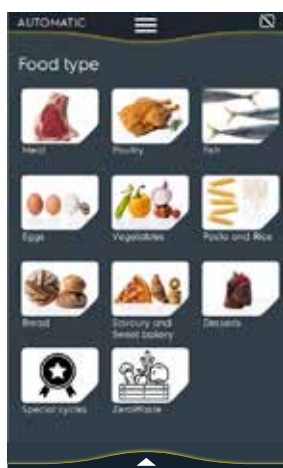 AUTOMATIC
Food type
Meat
Poultry
Fish
Eggs
Vegetables
Pasta and Rice
Bread
Savoury and
Sweet bakery
Desserts
Special cycles
ZeroWaste